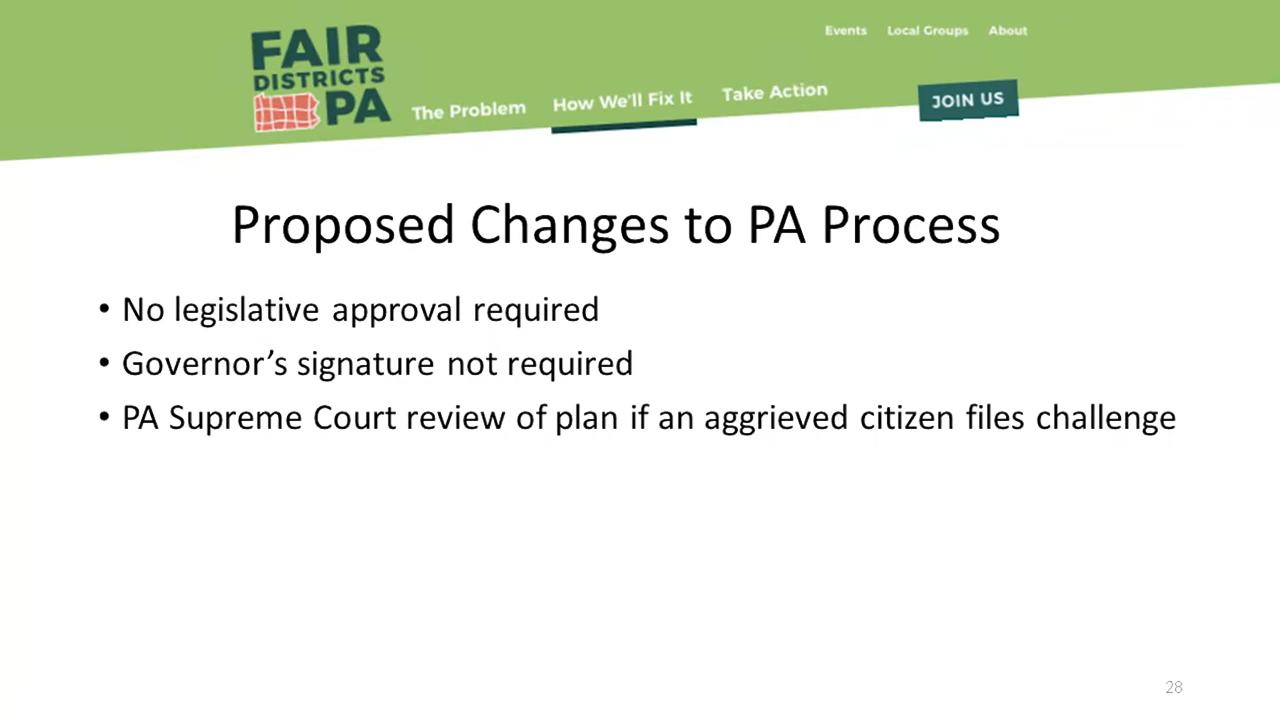 FAIR
DISTRICTS
PA
The Problem
How We'll Fix It
Take Action
Events
Local Groups
About
JOIN US
Proposed Changes to PA Process
• No legislative approval required
• Governor’s signature not required
• PA Supreme Court review of plan if an aggrieved citizen files challenge
28